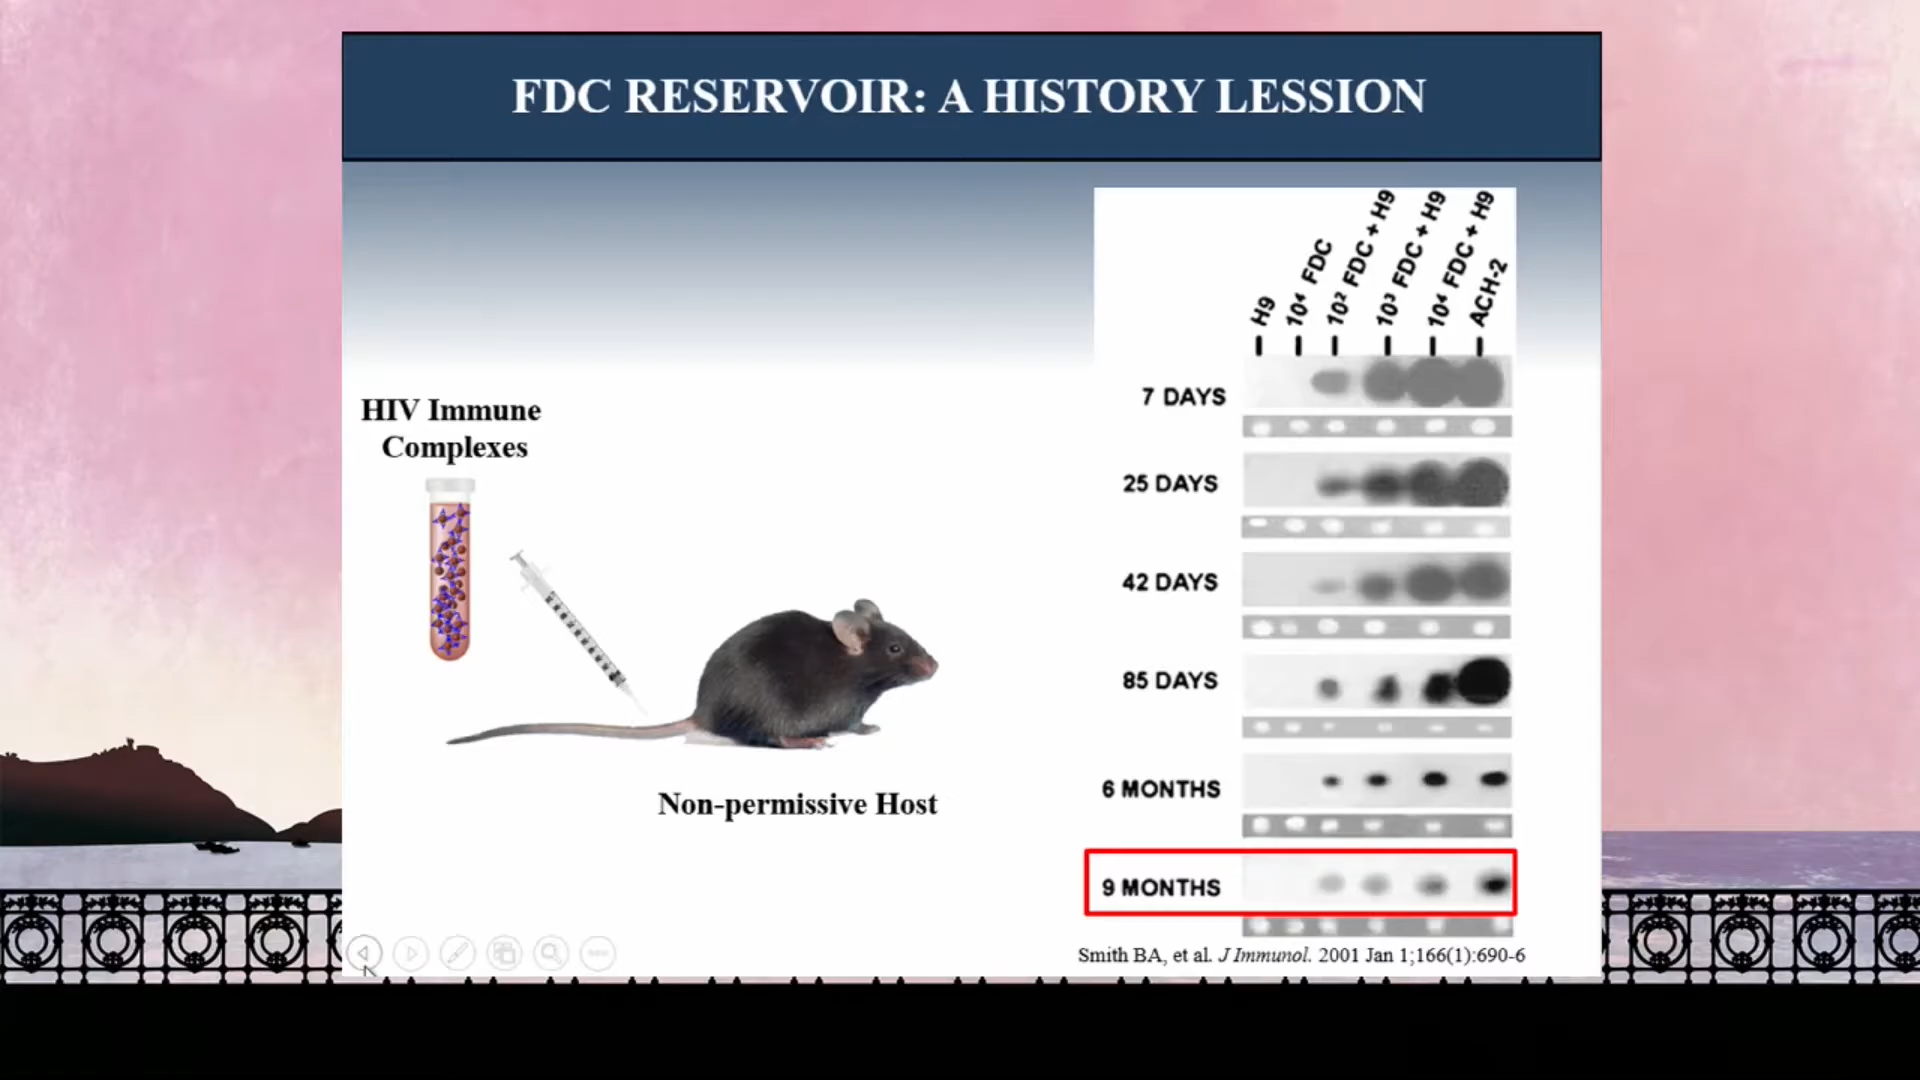 FDC RESERVOIR: A HISTORY LESSION
HIV Immune
Complexes
Non-permissive Host
H9
10⁴ FDC
10² FDC + H9
10³ FDC + H9
10⁴ FDC + H9
ACH-2
7 DAYS
25 DAYS
42 DAYS
85 DAYS
6 MONTHS
9 MONTHS
Smith BA, et al. J Immunol. 2001 Jan 1;166(1):690-6